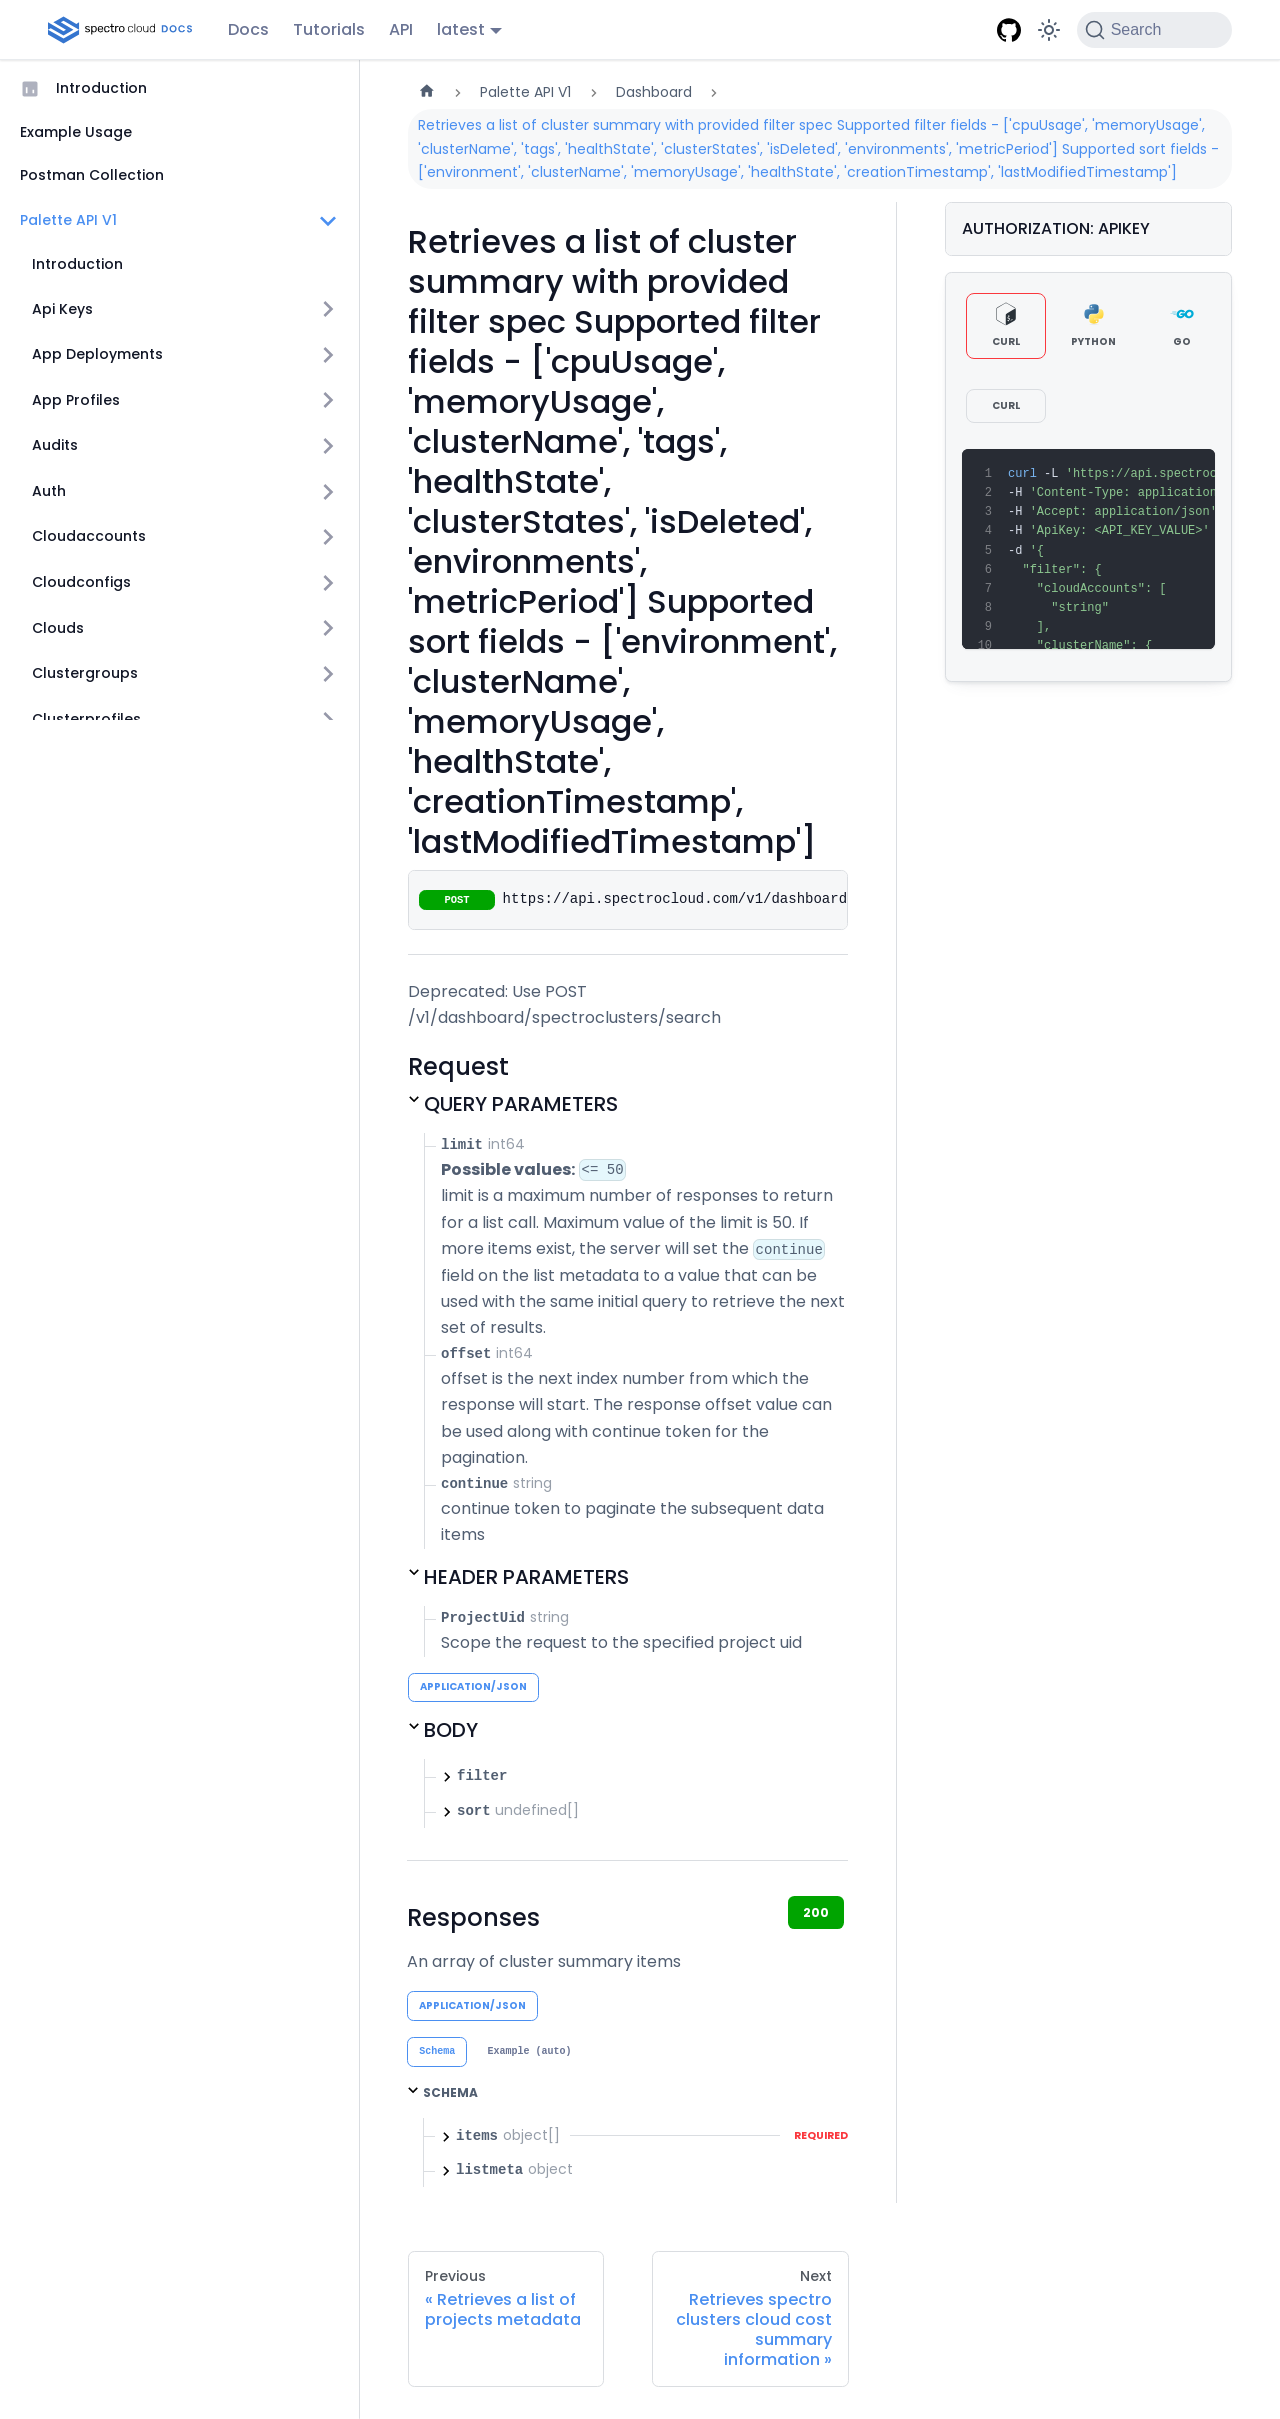 spectro cloud DOCS Docs Tutorials API latest Search
Introduction
Example Usage
Postman Collection
Palette API V1
Introduction
Api Keys
App Deployments
App Profiles
Audits
Auth
Cloudaccounts
Cloudconfigs
Clouds
Clustergroups
Clusterprofiles
Palette API V1 Dashboard
Retrieves a list of cluster summary with provided filter spec Supported filter fields - ['cpuUsage', 'memoryUsage',
'clusterName', 'tags', 'healthState', 'clusterStates', 'isDeleted', 'environments', 'metricPeriod'] Supported sort fields -
['environment', 'clusterName', 'memoryUsage', 'healthState', 'creationTimestamp', 'lastModifiedTimestamp']
Retrieves a list of cluster
summary with provided
filter spec Supported filter
fields - ['cpuUsage',
'memoryUsage',
'clusterName', 'tags',
'healthState',
'clusterStates', 'isDeleted',
'environments',
'metricPeriod'] Supported
sort fields - ['environment',
'clusterName',
'memoryUsage',
'healthState',
'creationTimestamp',
'lastModifiedTimestamp']
POST https://api.spectrocloud.com/v1/dashboard
Deprecated: Use POST
/v1/dashboard/spectroclusters/search
Request
QUERY PARAMETERS
limit int64
Possible values: <= 50
limit is a maximum number of responses to return
for a list call. Maximum value of the limit is 50. If
more items exist, the server will set the continue
field on the list metadata to a value that can be
used with the same initial query to retrieve the next
set of results.
offset int64
offset is the next index number from which the
response will start. The response offset value can
be used along with continue token for the
pagination.
continue string
continue token to paginate the subsequent data
items
HEADER PARAMETERS
ProjectUid string
Scope the request to the specified project uid
APPLICATION/JSON
BODY
filter
sort undefined[]
Responses 200
An array of cluster summary items
APPLICATION/JSON
Schema Example (auto)
SCHEMA
items object[] REQUIRED
listmeta object
Previous
« Retrieves a list of
projects metadata
Next
Retrieves spectro
clusters cloud cost
summary
information »
AUTHORIZATION: APIKEY
CURL PYTHON GO
CURL
1 curl -L 'https://api.spectroc
2 -H 'Content-Type: application
3 -H 'Accept: application/json'
4 -H 'ApiKey: <API_KEY_VALUE>'
5 -d '{
6 "filter": {
7 "cloudAccounts": [
8 "string"
9 ],
10 "clusterName": {